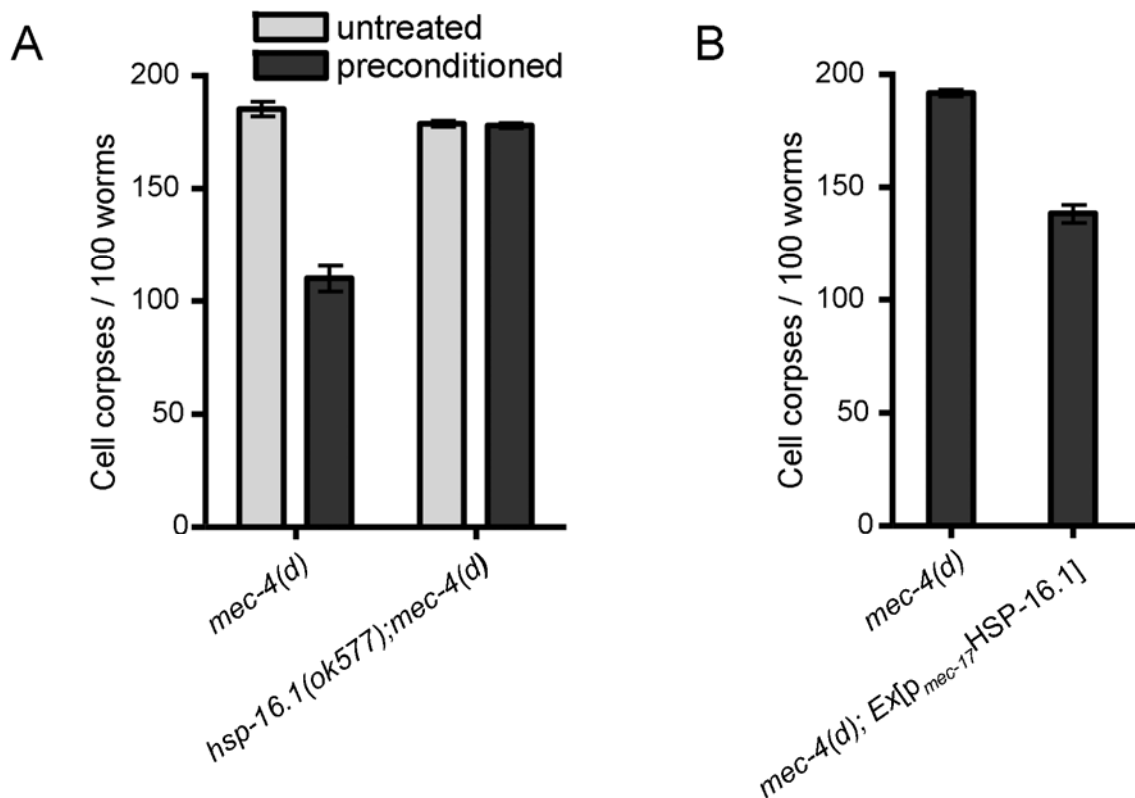 A
untreated
preconditioned
200
150
100
50
0
Cell corpses / 100 worms
mec-4(d)
hsp-16.1(ok577);mec-4(d)
B
200
150
100
50
0
Cell corpses / 100 worms
mec-4(d)
mec-4(d); Ex[pmec-17HSP-16.1]